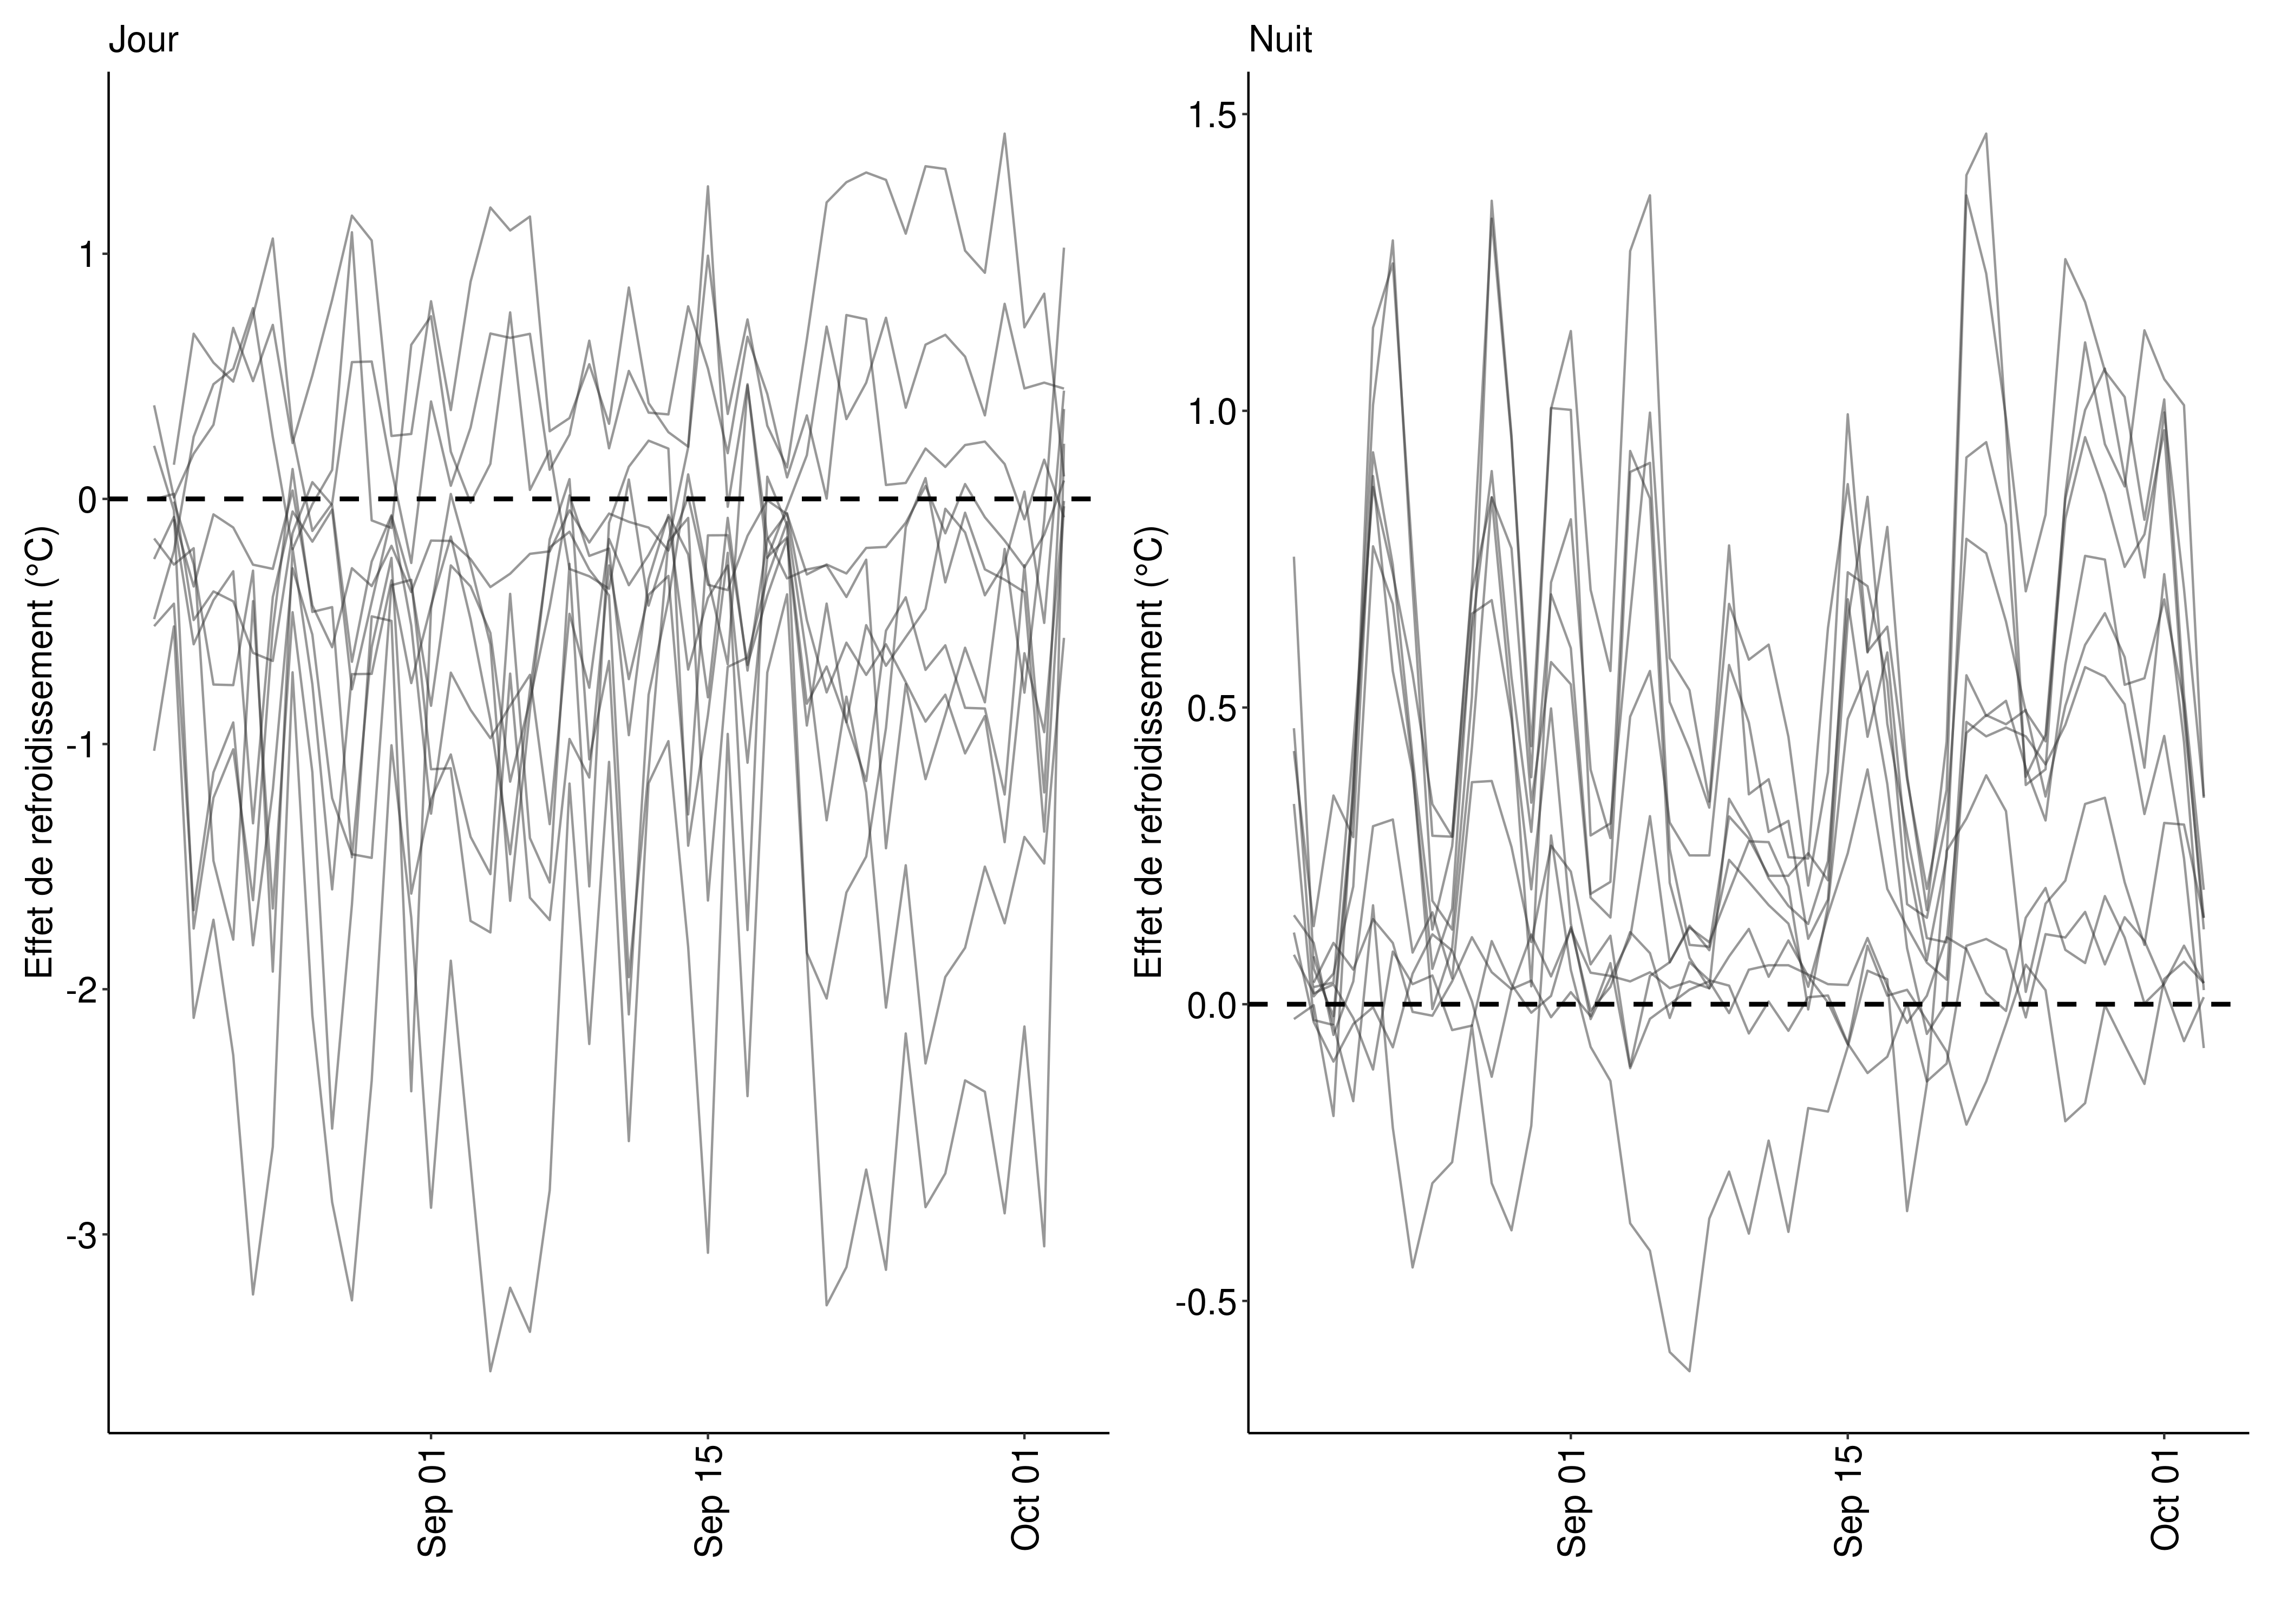 Jour
Effet de refroidissement (°C)
1
0
-1
-2
-3
Sep 01
Sep 15
Oct 01
Nuit
Effet de refroidissement (°C)
1.5
1.0
0.5
0.0
-0.5
Sep 01
Sep 15
Oct 01